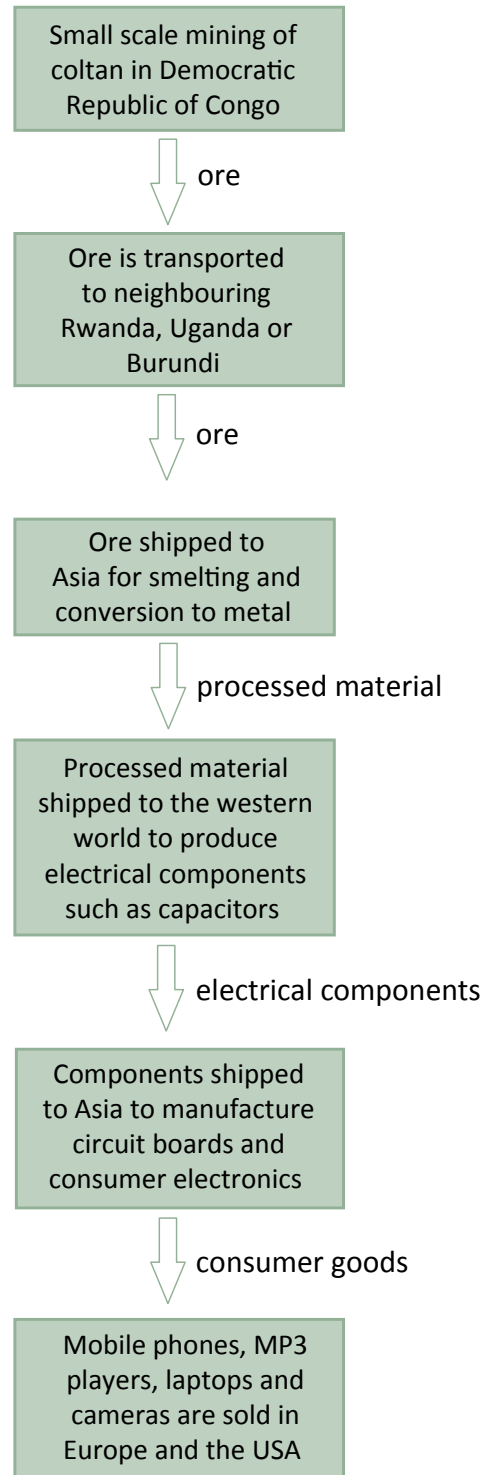 Small scale mining of
coltan in Democratic
Republic of Congo
ore
Ore is transported
to neighbouring
Rwanda, Uganda or
Burundi
ore
Ore shipped to
Asia for smelting and
conversion to metal
processed material
Processed material
shipped to the western
world to produce
electrical components
such as capacitors
electrical components
Components shipped
to Asia to manufacture
circuit boards and
consumer electronics
consumer goods
Mobile phones, MP3
players, laptops and
cameras are sold in
Europe and the USA